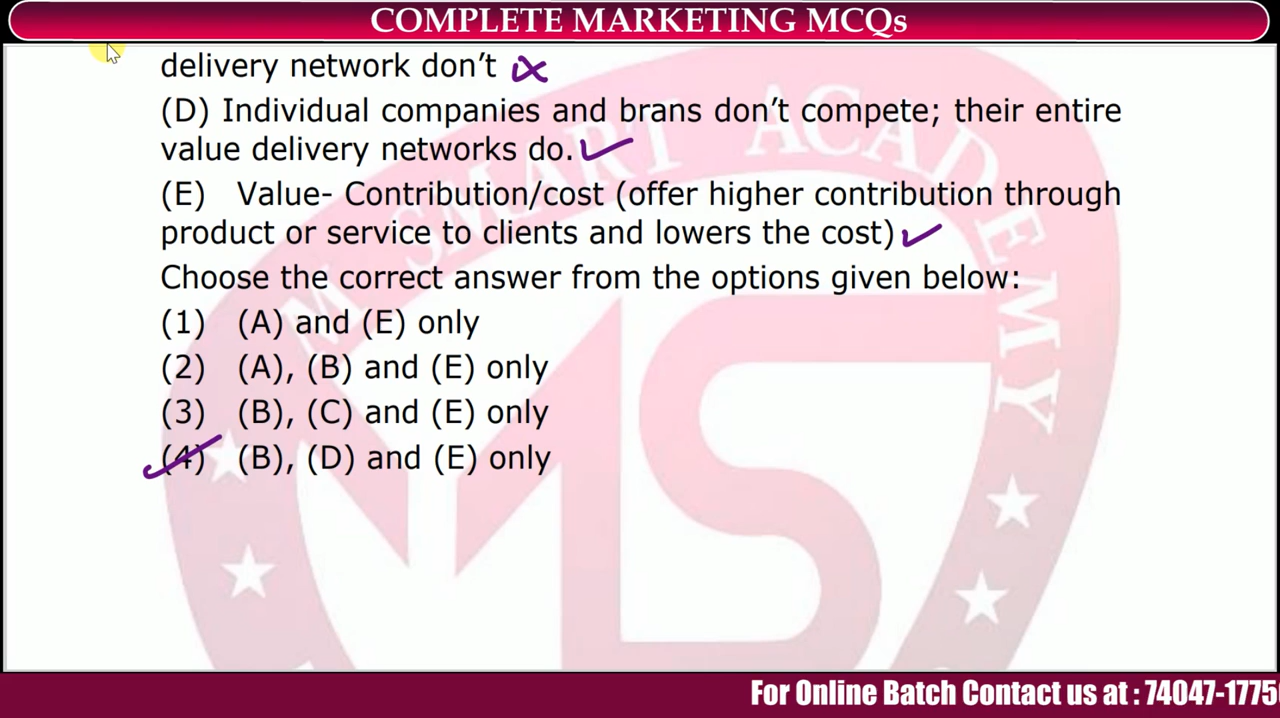 COMPLETE MARKETING MCQs
delivery network don’t
(D) Individual companies and brans don’t compete; their entire
value delivery networks do.
(E) Value- Contribution/cost (offer higher contribution through
product or service to clients and lowers the cost)
Choose the correct answer from the options given below:
(1) (A) and (E) only
(2) (A), (B) and (E) only
(3) (B), (C) and (E) only
(4) (B), (D) and (E) only
M SMART ACADEMY
MS
For Online Batch Contact us at : 74047-1775